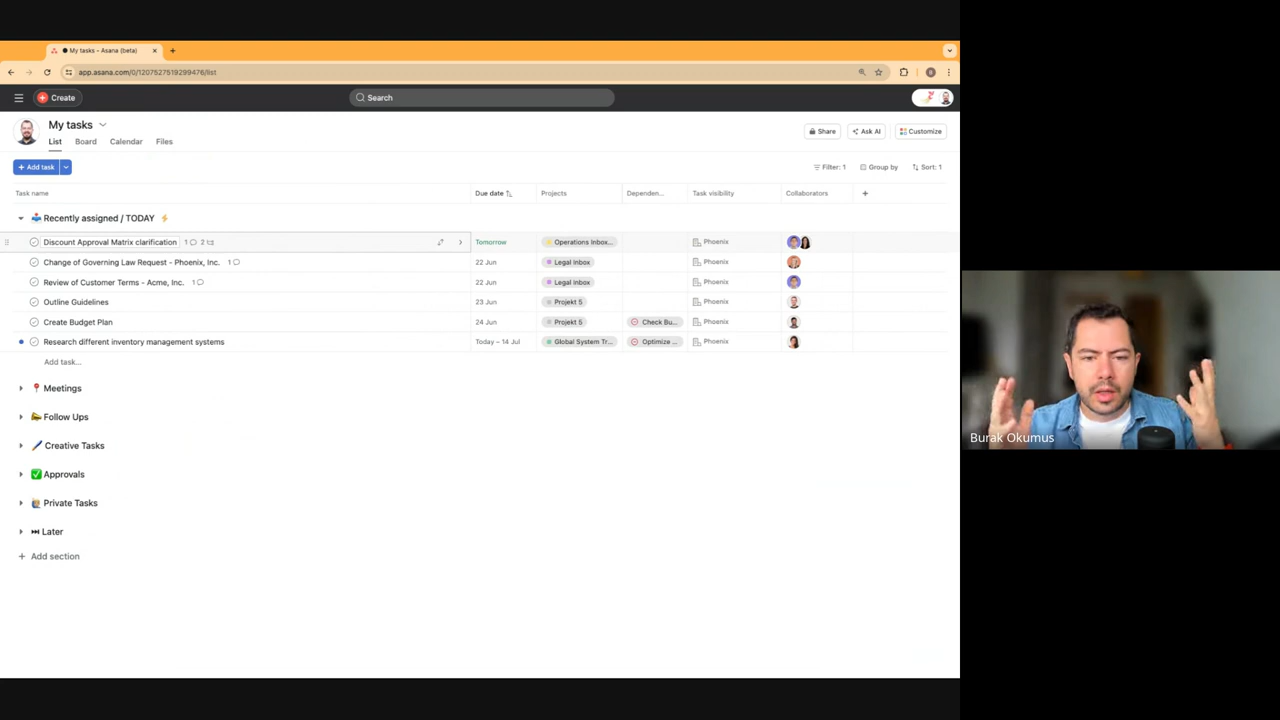 My tasks - Asana (beta)
app.asana.com/0/1207527519299476/list
Create
Search
My tasks
List Board Calendar Files
Share Ask AI Customize
+ Add task
Filter: 1 Group by Sort: 1
Task name Due date Projects Dependen... Task visibility Collaborators
Recently assigned / TODAY
Discount Approval Matrix clarification 1 2 Tomorrow Operations Inbox... Phoenix
Change of Governing Law Request - Phoenix, Inc. 1 22 Jun Legal Inbox Phoenix
Review of Customer Terms - Acme, Inc. 1 22 Jun Legal Inbox Phoenix
Outline Guidelines 23 Jun Projekt 5 Phoenix
Create Budget Plan 24 Jun Projekt 5 Check Bu... Phoenix
Research different inventory management systems Today – 14 Jul Global System Tr... Optimize ... Phoenix
Add task...
Meetings
Follow Ups
Creative Tasks
Approvals
Private Tasks
Later
+ Add section
Burak Okumus